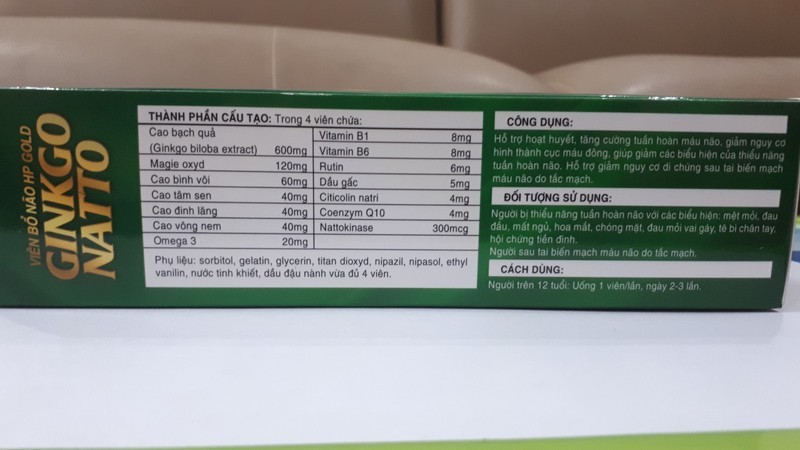 VIÊN BỔ NÃO HP GOLD
GINKGO
NATTO
THÀNH PHẦN CẤU TẠO: Trong 4 viên chứa:
Cao bạch quả
(Ginkgo biloba extract) 600mg
Magie oxyd 120mg
Cao bình vôi 60mg
Cao tâm sen 40mg
Cao đinh lăng 40mg
Cao vông nem 40mg
Omega 3 20mg
Vitamin B1 8mg
Vitamin B6 8mg
Rutin 6mg
Dầu gấc 5mg
Citicolin natri 4mg
Coenzym Q10 4mg
Nattokinase 300mcg
Phụ liệu: sorbitol, gelatin, glycerin, titan dioxyd, nipazil, nipasol, ethyl
vanilin, nước tinh khiết, dầu đậu nành vừa đủ 4 viên.
CÔNG DỤNG:
Hỗ trợ hoạt huyết, tăng cường tuần hoàn máu não, giảm nguy cơ
hình thành cục máu đông, giúp giảm các biểu hiện của thiểu năng
tuần hoàn não. Hỗ trợ giảm nguy cơ di chứng sau tai biến mạch
máu não do tắc mạch.
ĐỐI TƯỢNG SỬ DỤNG:
Người bị thiểu năng tuần hoàn não với các biểu hiện: mệt mỏi, đau
đầu, mất ngủ, hoa mắt, chóng mặt, đau mỏi vai gáy, tê bì chân tay,
hội chứng tiền đình.
Người sau tai biến mạch máu não do tắc mạch.
CÁCH DÙNG:
Người trên 12 tuổi: Uống 1 viên/lần, ngày 2-3 lần.